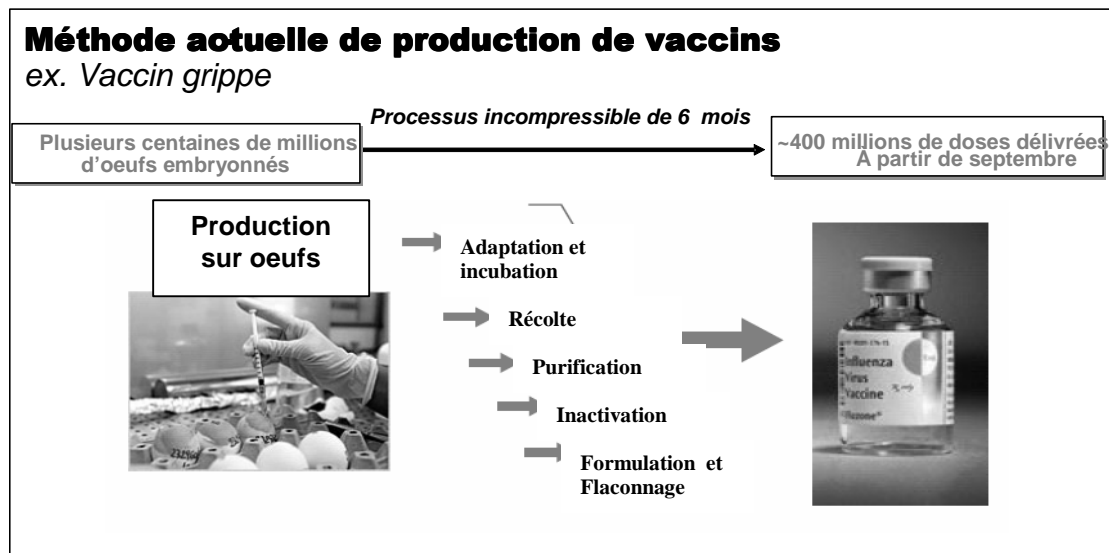 Méthode aotuelle de production de vaccins
ex. Vaccin grippe
Processus incompressible de 6 mois
Plusieurs centaines de millions
d'oeufs embryonnés
~400 millions de doses délivrées
À partir de septembre
Production
sur oeufs
Adaptation et
incubation
Récolte
Purification
Inactivation
Formulation et
Flaconnage
Influenza
Virus
Vaccine